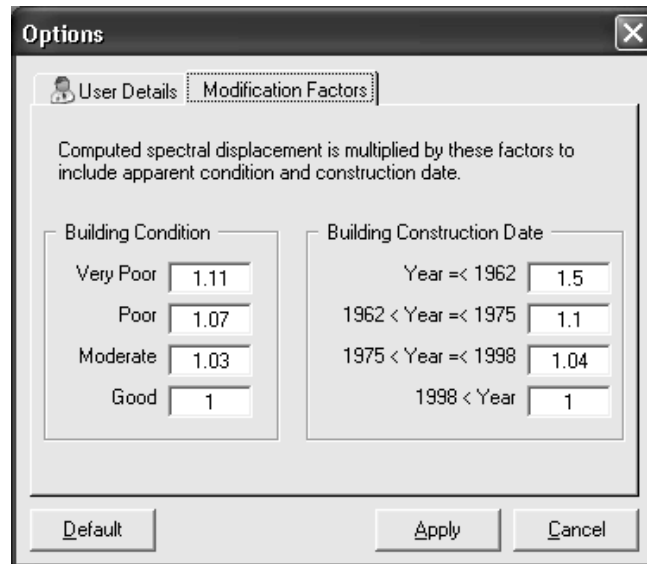 Options
User Details
Modification Factors
Computed spectral displacement is multiplied by these factors to
include apparent condition and construction date.
Building Condition
Very Poor 1.11
Poor 1.07
Moderate 1.03
Good 1
Building Construction Date
Year =< 1962 1.5
1962 < Year =< 1975 1.1
1975 < Year =< 1998 1.04
1998 < Year 1
Default
Apply
Cancel